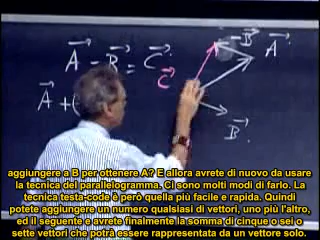 A⃗ - B⃗ = C⃗
-B⃗
A⃗
C⃗
A⃗ + (
B⃗
aggiungere a B per ottenere A? E allora avrete di nuovo da usare
la tecnica del parallelogramma. Ci sono molti modi di farlo. La
tecnica testa-code è però quella più facile e rapida. Quindi
potete aggiungere un numero qualsiasi di vettori, uno più l'altro,
ed il seguente e avrete finalmente la somma di cinque o sei o
sette vettori che potrà essere rappresentata da un vettore solo.